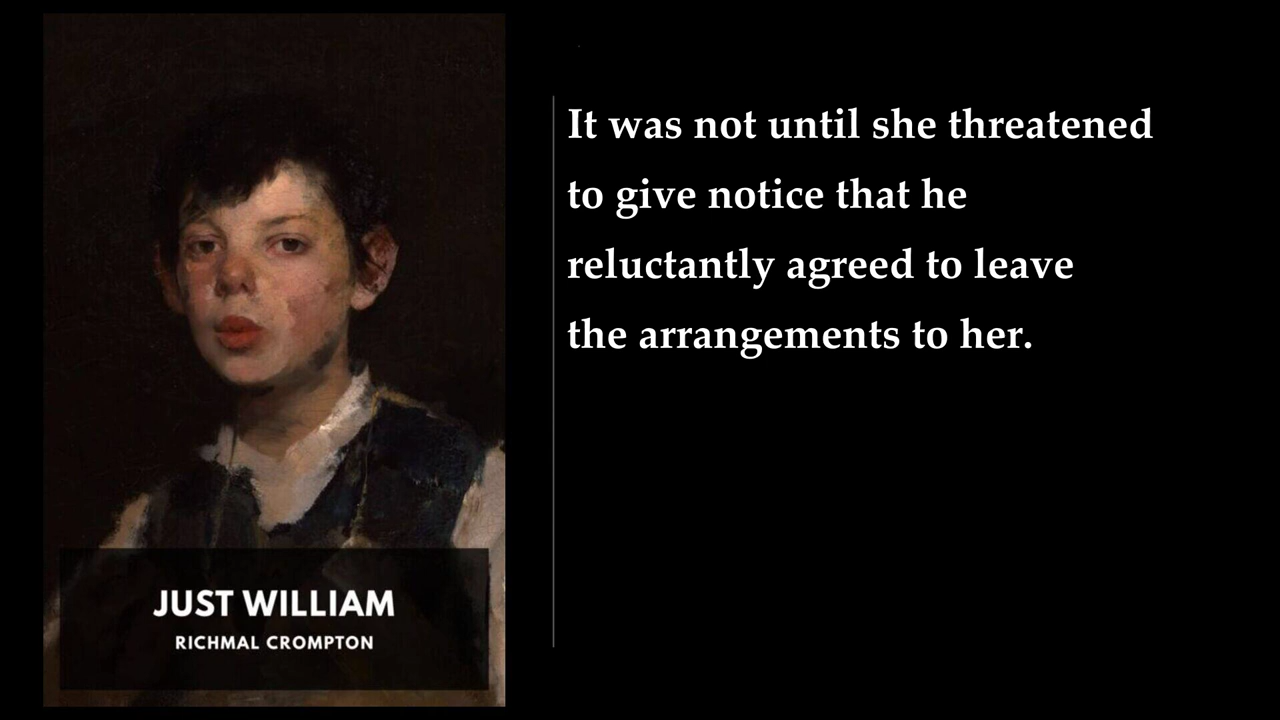 It was not until she threatened
to give notice that he
reluctantly agreed to leave
the arrangements to her.
JUST WILLIAM
RICHMAL CROMPTON